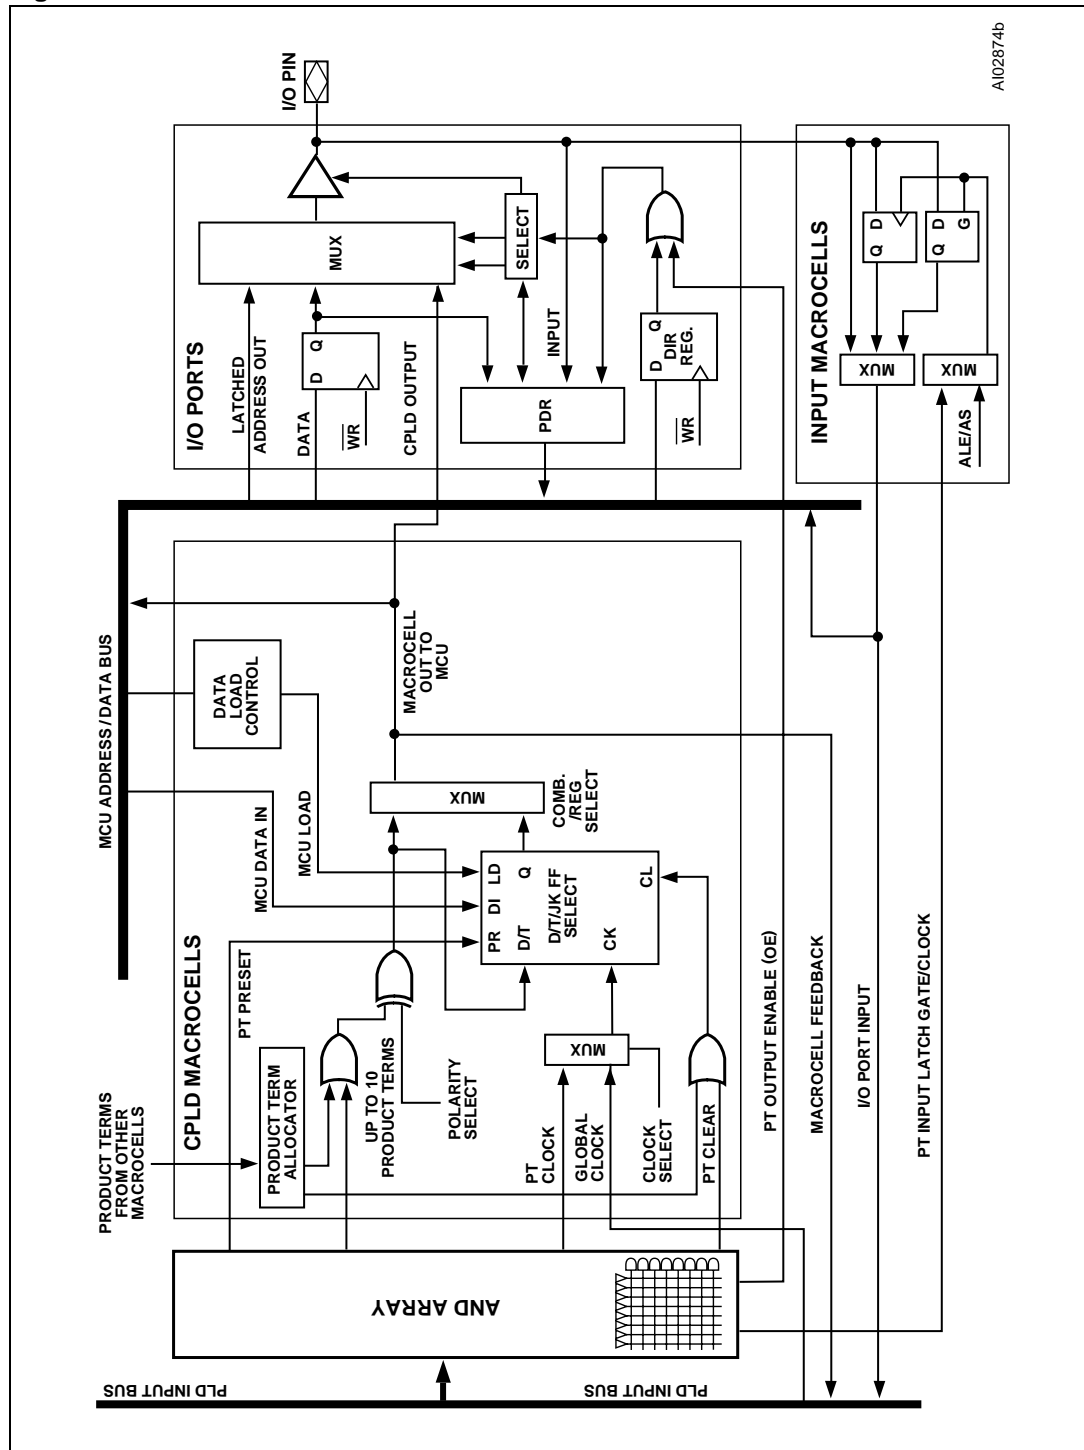 AI02874b
I/O PIN
I/O PORTS
LATCHED
ADDRESS OUT
DATA
D Q
WR
MUX
SELECT
CPLD OUTPUT
INPUT
PDR
D Q
DIR
REG.
WR
INPUT MACROCELLS
Q D
Q D
G
MUX
MUX
ALE/AS
MCU ADDRESS/DATA BUS
CPLD MACROCELLS
DATA
LOAD
CONTROL
MCU DATA IN
MCU LOAD
MACROCELL
OUT TO
MCU
MUX
COMB.
/REG
SELECT
PR DI LD
D/T Q
D/T/JK FF
SELECT
CK
CL
PT PRESET
PRODUCT TERMS
FROM OTHER
MACROCELLS
PRODUCT TERM
ALLOCATOR
UP TO 10
PRODUCT TERMS
POLARITY
SELECT
MUX
PT
CLOCK
GLOBAL
CLOCK
CLOCK
SELECT
PT CLEAR
PT OUTPUT ENABLE (OE)
MACROCELL FEEDBACK
I/O PORT INPUT
PT INPUT LATCH GATE/CLOCK
AND ARRAY
PLD INPUT BUS
PLD INPUT BUS